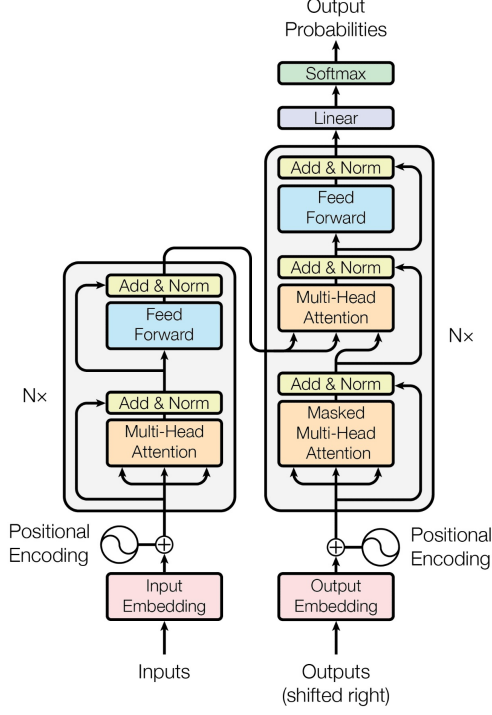 Output
Probabilities
Softmax
Linear
Add & Norm
Feed
Forward
Add & Norm
Multi-Head
Attention
Add & Norm
Masked
Multi-Head
Attention
N×
Add & Norm
Feed
Forward
Add & Norm
Multi-Head
Attention
N×
Positional
Encoding
Positional
Encoding
Input
Embedding
Output
Embedding
Inputs
Outputs
(shifted right)